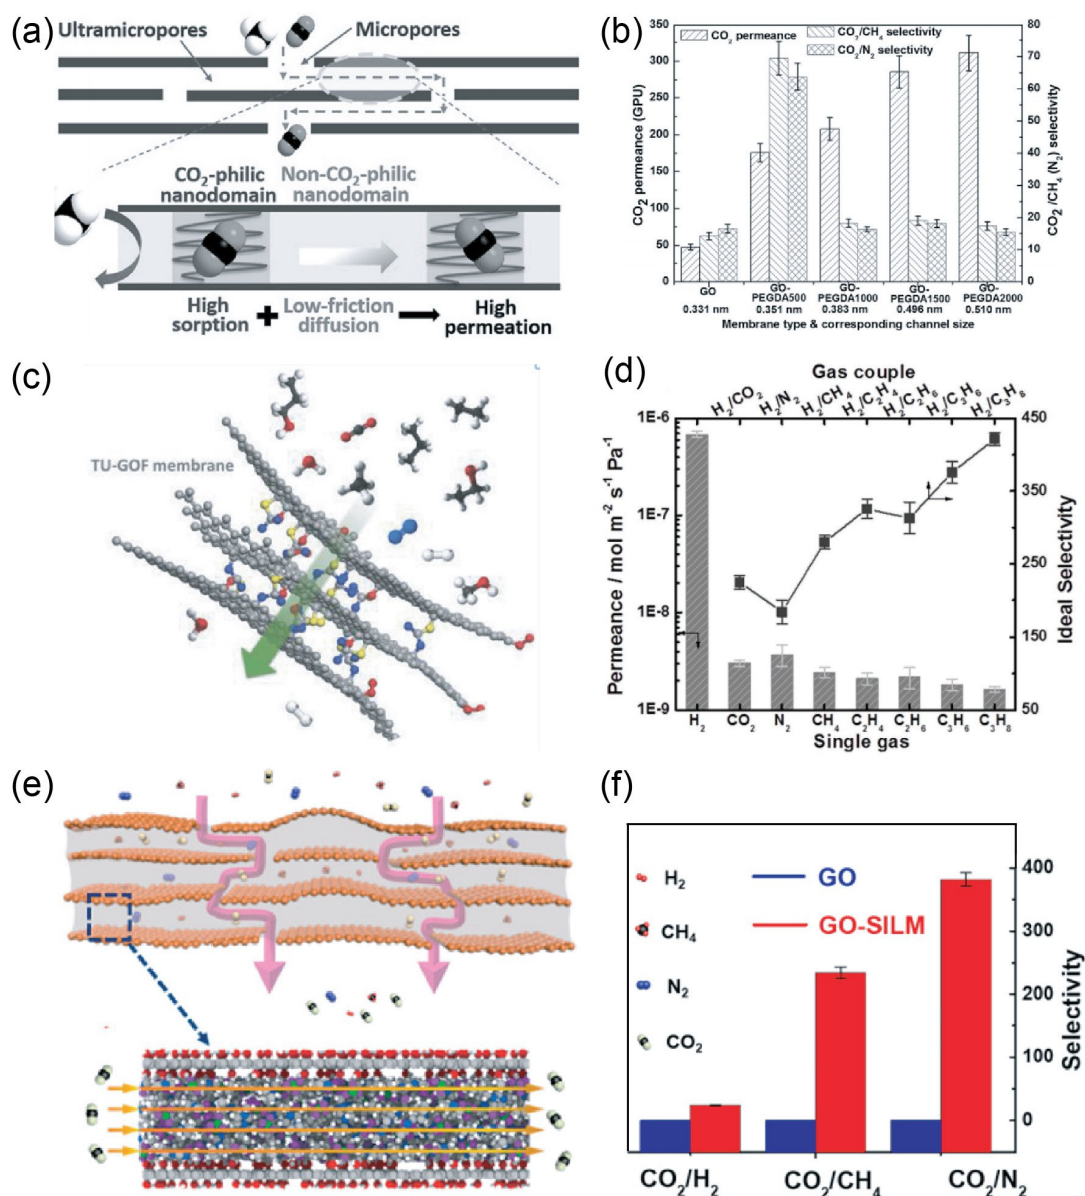 (a)
Ultramicropores
Micropores
CO2-philic
nanodomain
Non-CO2-philic
nanodomain
High
sorption
+
Low-friction
diffusion
High
permeation
(b)
CO2 permeance
CO2/CH4 selectivity
CO2/N2 selectivity
CO2 permeance (GPU)
350
300
250
200
150
100
50
0
CO2/CH4 (N2) selectivity
80
70
60
50
40
30
20
10
0
GO
0.331 nm
GO-
PEGDA500
0.351 nm
GO-
PEGDA1000
0.383 nm
GO-
PEGDA1500
0.496 nm
GO-
PEGDA2000
0.510 nm
Membrane type & corresponding channel size
(c)
TU-GOF membrane
(d)
Gas couple
H2/CO2
H2/N2
H2/CH4
H2/C2H4
H2/C2H6
H2/C3H6
H2/C3H8
Permeance / mol m-2 s-1 Pa-1
1E-6
1E-7
1E-8
1E-9
Ideal Selectivity
450
350
250
150
50
H2
CO2
N2
CH4
C2H4
C2H6
C3H6
C3H8
Single gas
(e)
(f)
H2
CH4
N2
CO2
GO
GO-SILM
Selectivity
400
300
200
100
0
CO2/H2
CO2/CH4
CO2/N2